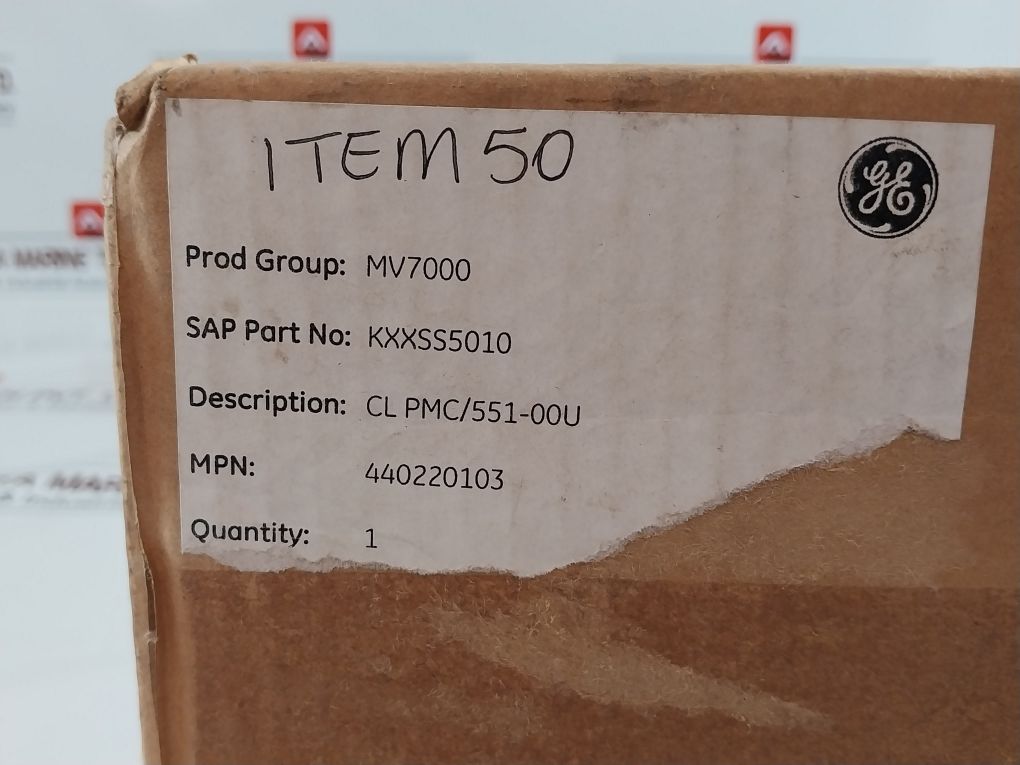 ITEM 50
GE
Prod Group: MV7000
SAP Part No: KXXSS5010
Description: CL PMC/551-00U
MPN: 440220103
Quantity: 1